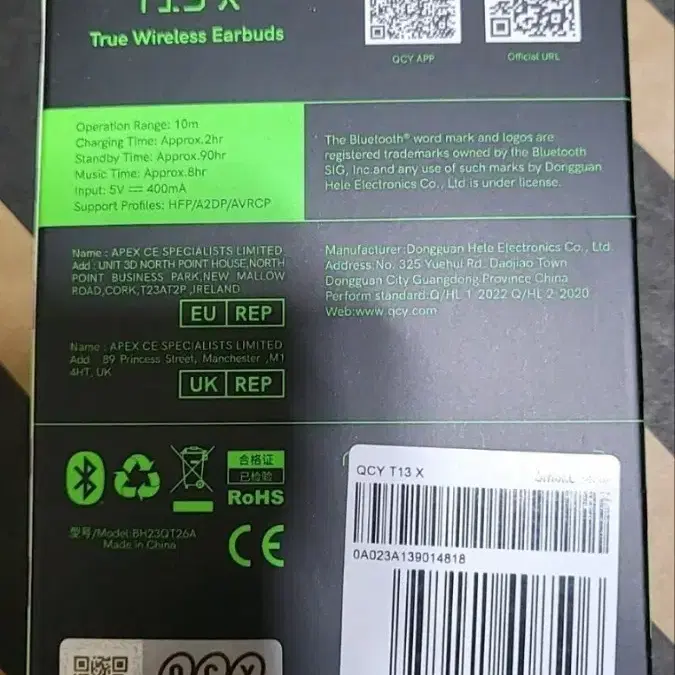 T13 X
True Wireless Earbuds
QCY APP
Official URL
Operation Range: 10m
Charging Time: Approx.2hr
Standby Time: Approx.90hr
Music Time: Approx.8hr
Input: 5V ⎓ 400mA
Support Profiles: HFP/A2DP/AVRCP
The Bluetooth® word mark and logos are
registered trademarks owned by the Bluetooth
SIG, Inc.and any use of such marks by Dongguan
Hele Electronics Co., Ltd is under license.
Name : APEX CE SPECIALISTS LIMITED
Add : UNIT 3D NORTH POINT HOUSE,NORTH
POINT BUSINESS PARK,NEW MALLOW
ROAD,CORK,T23AT2P ,IRELAND
EU REP
Name : APEX CE SPECIALISTS LIMITED
Add : 89 Princess Street, Manchester ,M1
4HT, UK
UK REP
Manufacturer:Dongguan Hele Electronics Co., Ltd.
Address:No. 325 Yuehui Rd. Daojiao Town
Dongguan City Guangdong Province China
Perform standard:Q/HL 1-2022 Q/HL 2-2020
Web:www.qcy.com
合格证
已检验
RoHS
型号/Model:BH23QT26A
Made in China
CE
QCY T13 X
0A023A139014818
QCY